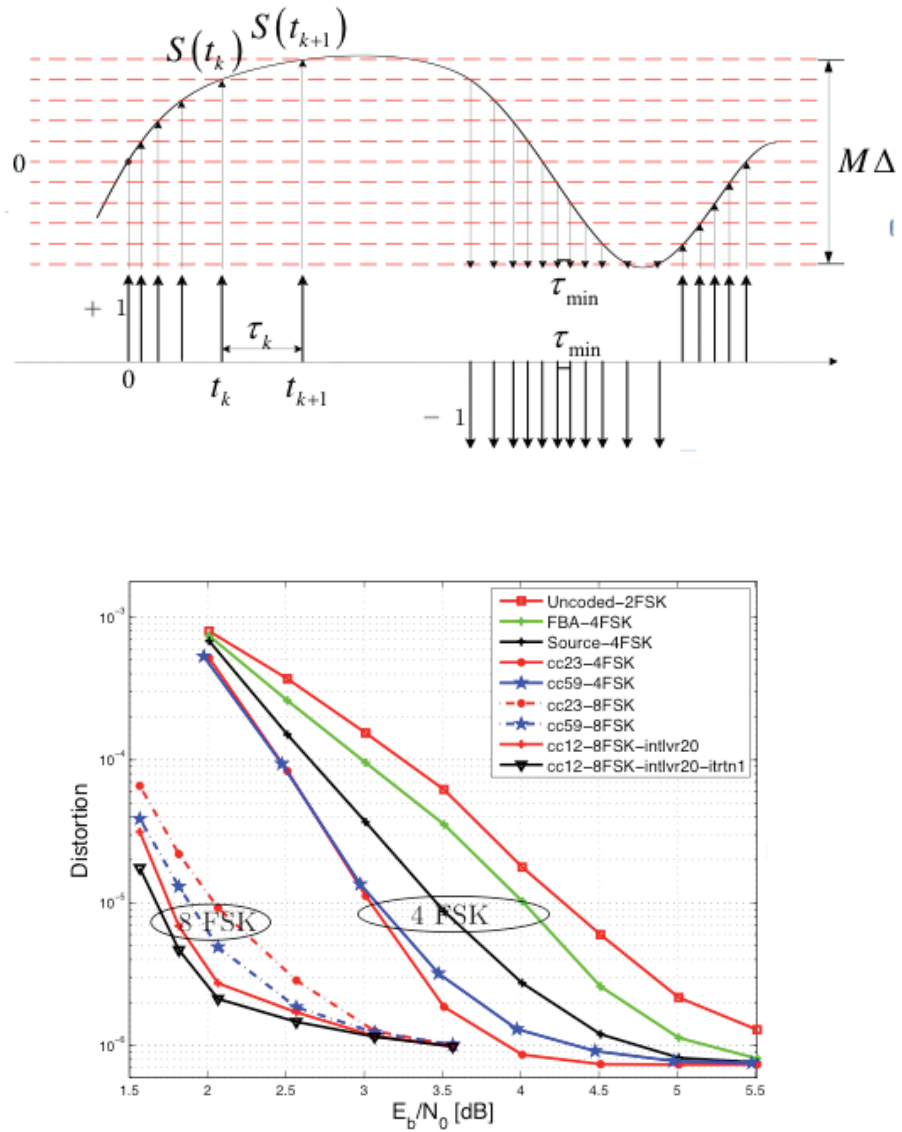 S(t_k) S(t_{k+1})
0
MΔ
τ_min
+ 1
τ_k
τ_min
0
t_k t_{k+1}
− 1
10^{-3}
10^{-4}
10^{-5}
10^{-6}
Distortion
Uncoded−2FSK
FBA−4FSK
Source−4FSK
cc23−4FSK
cc59−4FSK
cc23−8FSK
cc59−8FSK
cc12−8FSK−intlvr20
cc12−8FSK−intlvr20−itrtn1
8 FSK
4 FSK
1.5 2 2.5 3 3.5 4 4.5 5 5.5
E_b/N_0 [dB]